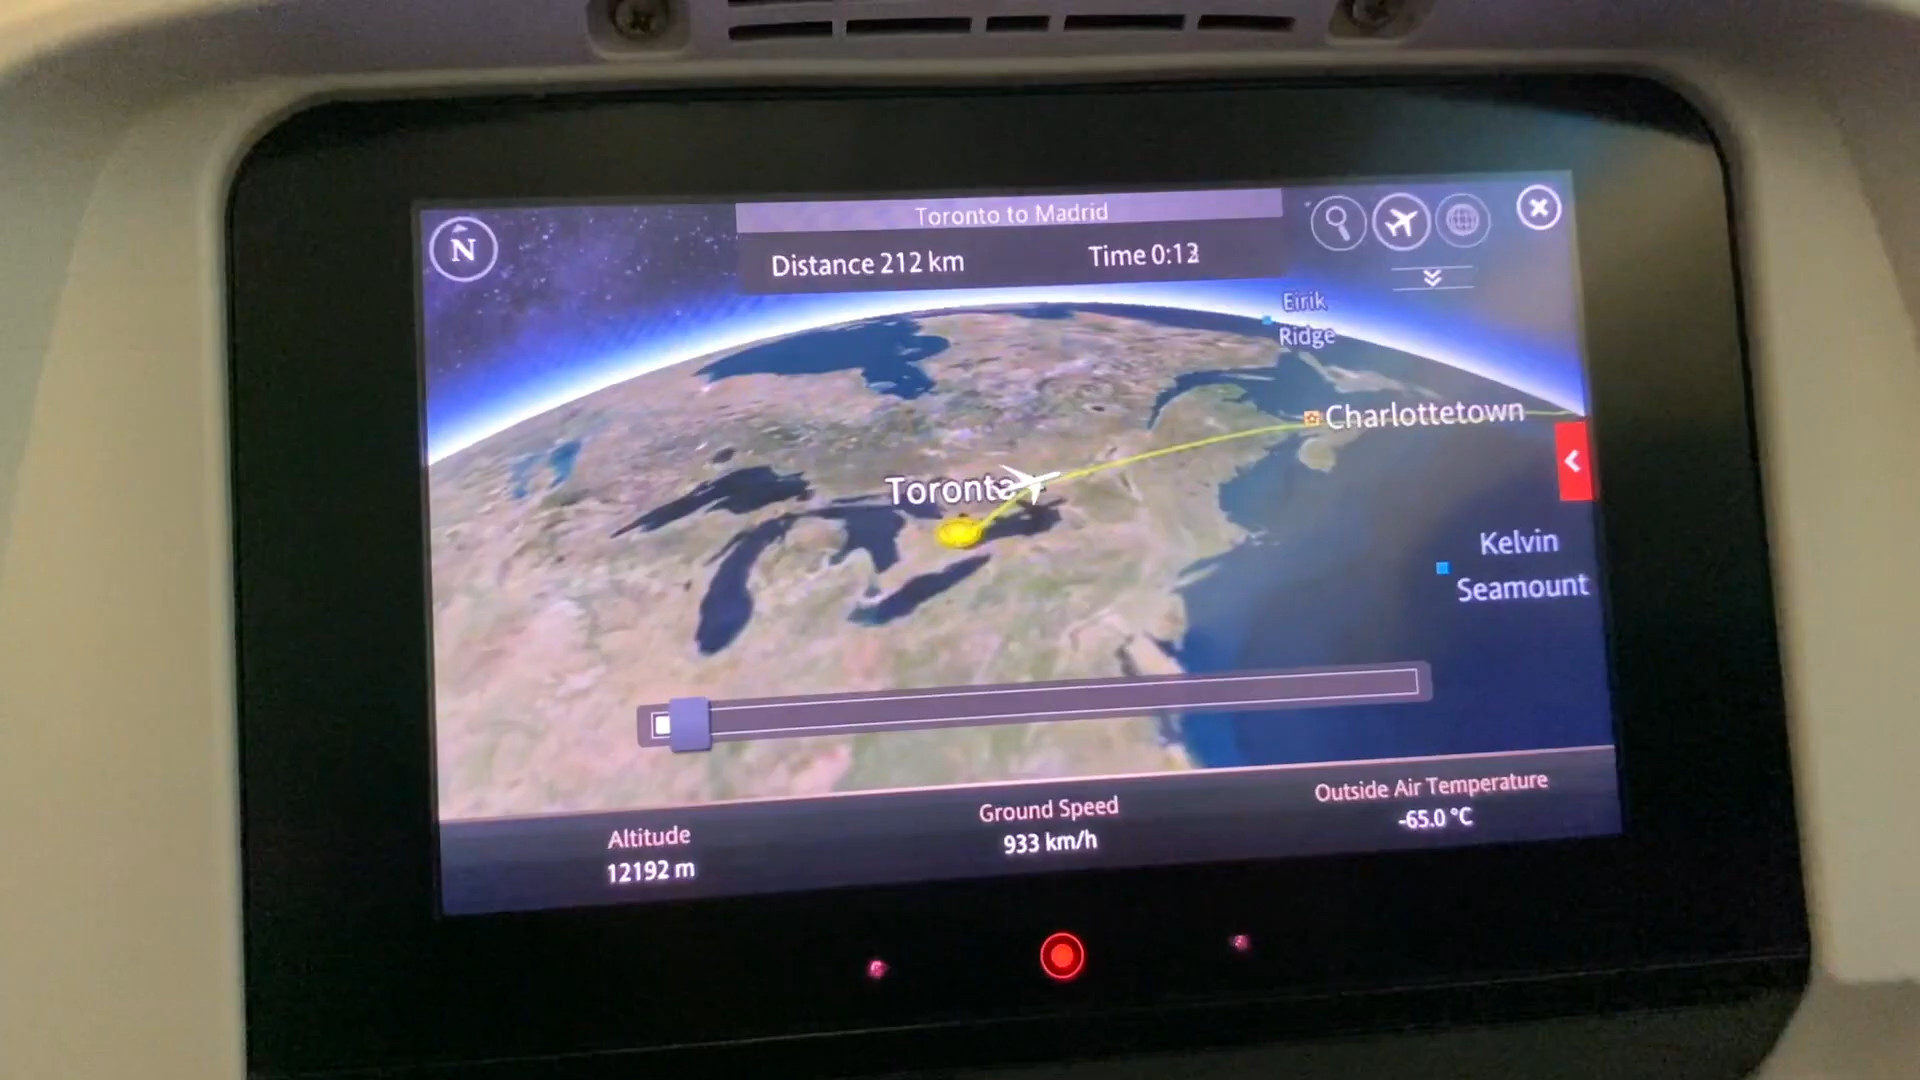 N
Toronto to Madrid
Distance 212 km
Time 0:13
Eirik
Ridge
Charlottetown
Toronto
Kelvin
Seamount
Altitude
12192 m
Ground Speed
933 km/h
Outside Air Temperature
-65.0 °C